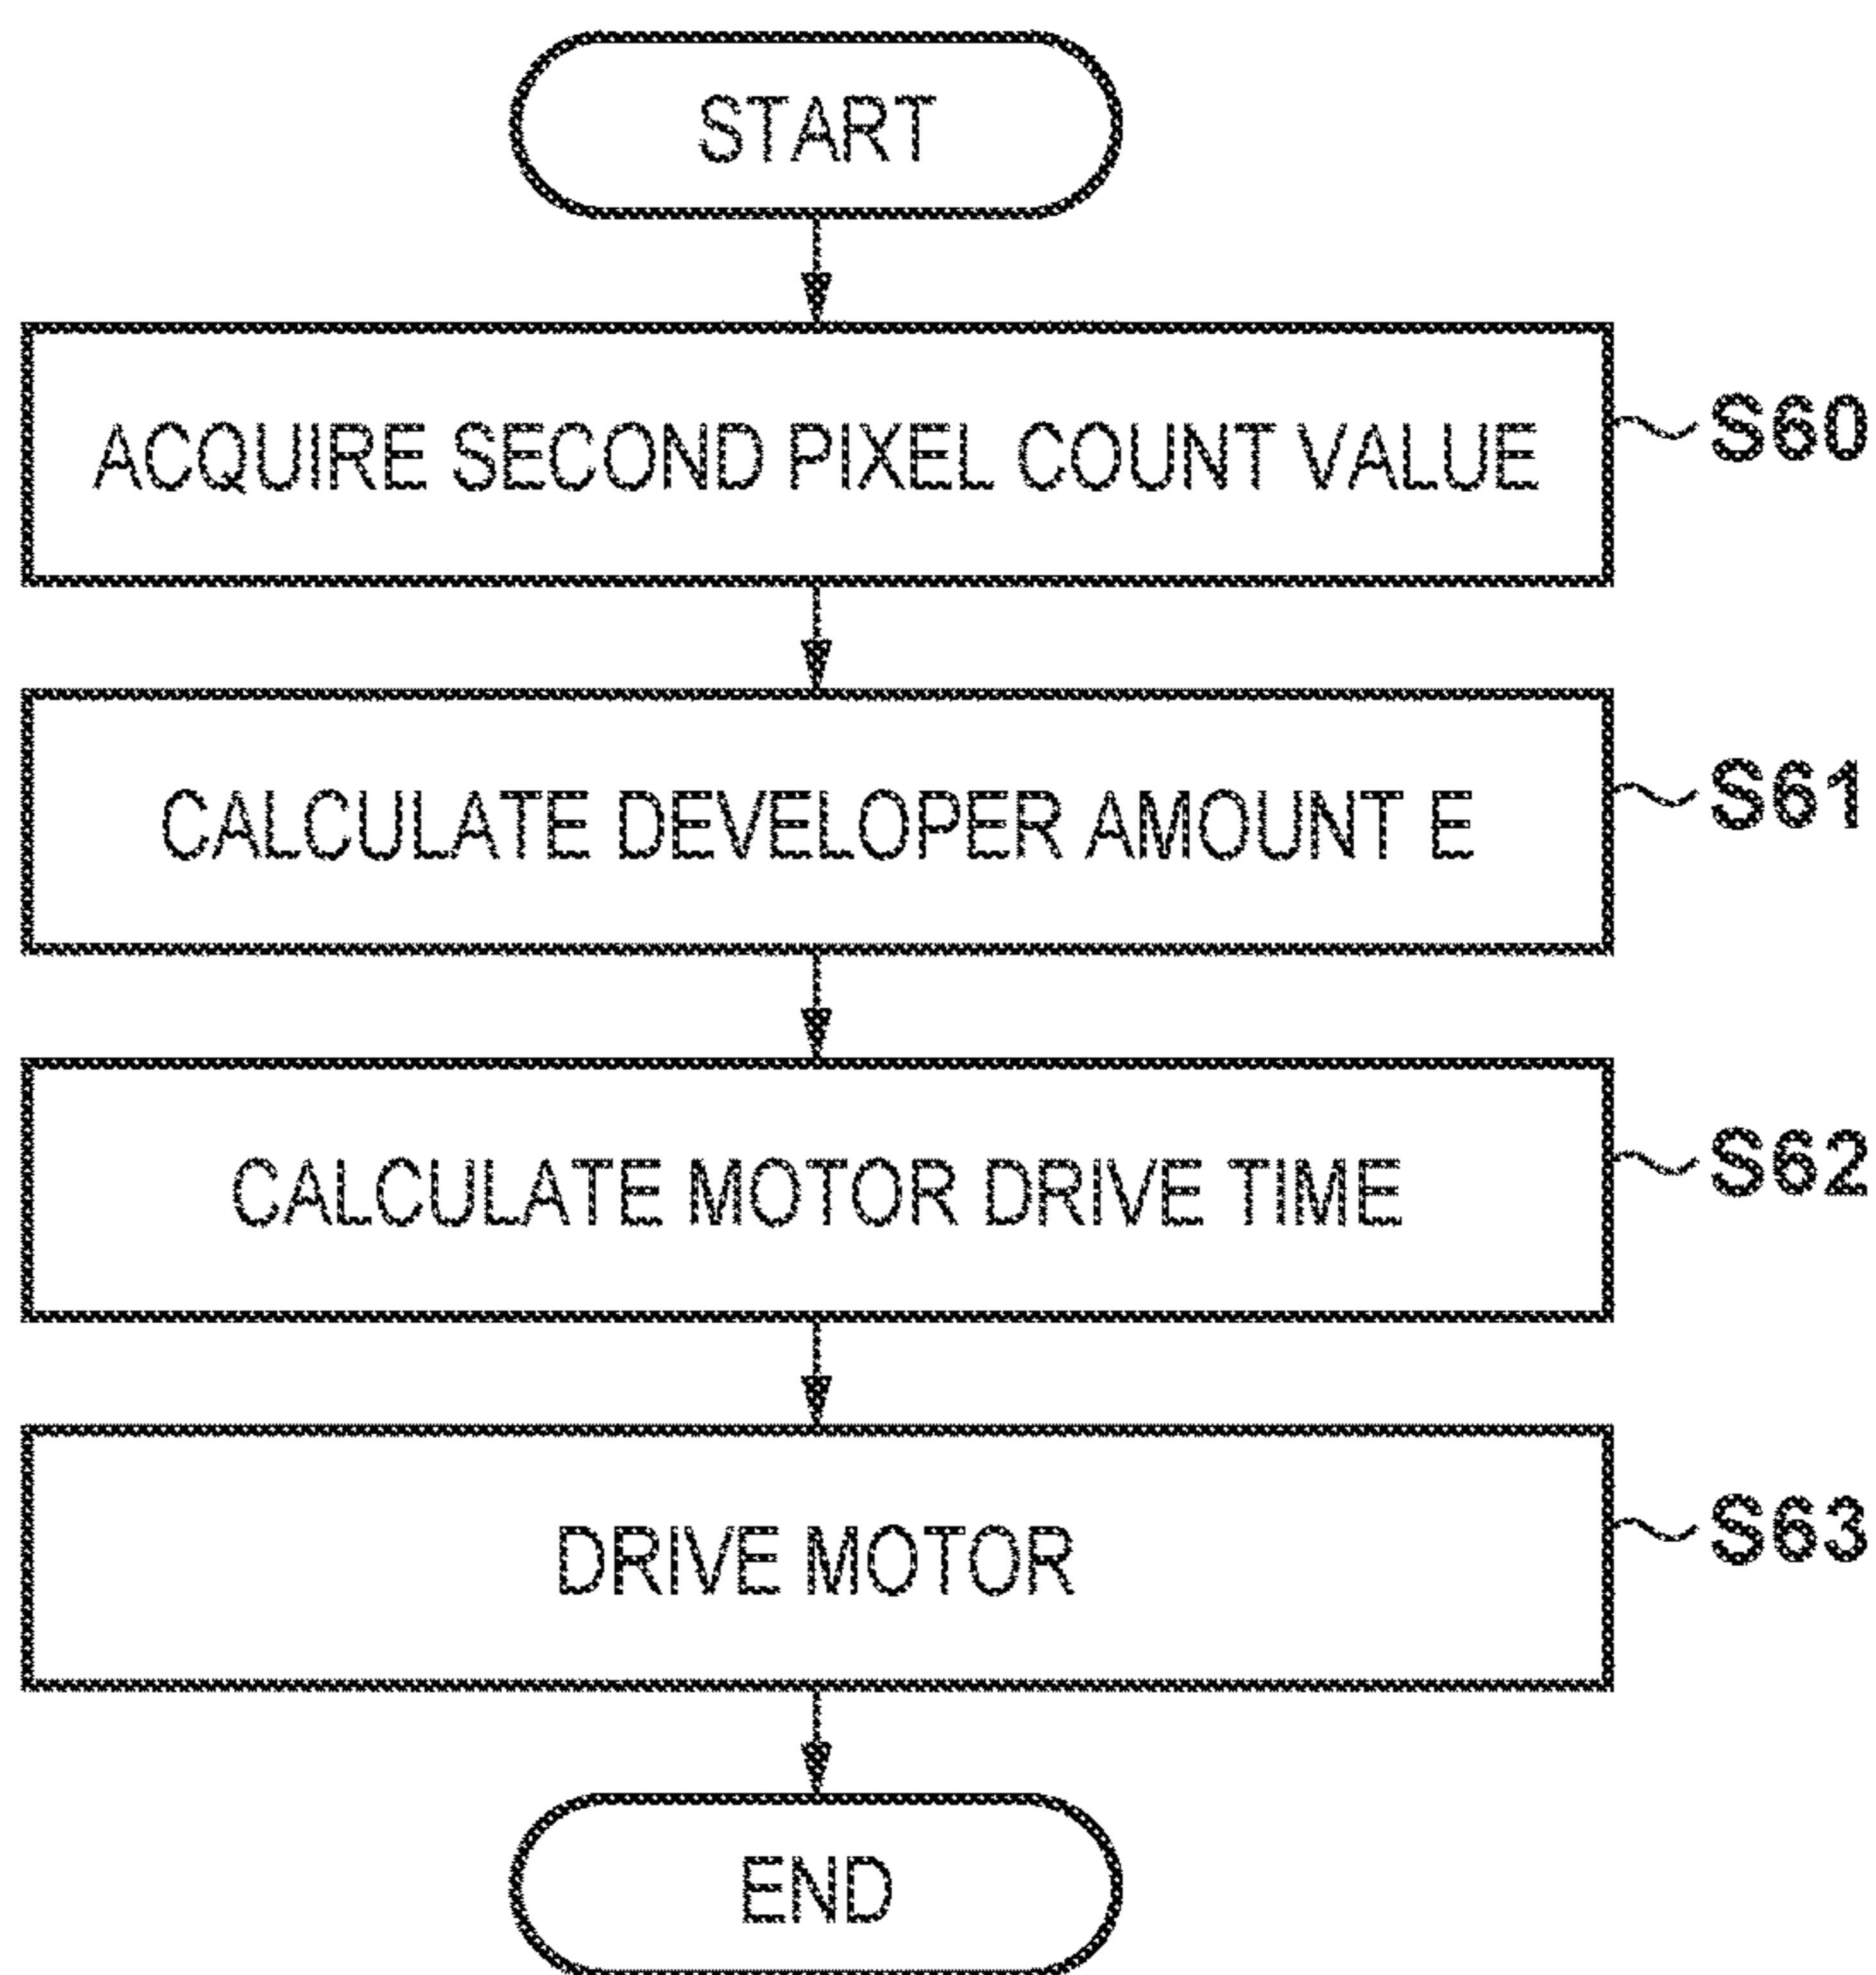 START
ACQUIRE SECOND PIXEL COUNT VALUE
S60
CALCULATE DEVELOPER AMOUNT E
S61
CALCULATE MOTOR DRIVE TIME
S62
DRIVE MOTOR
S63
END